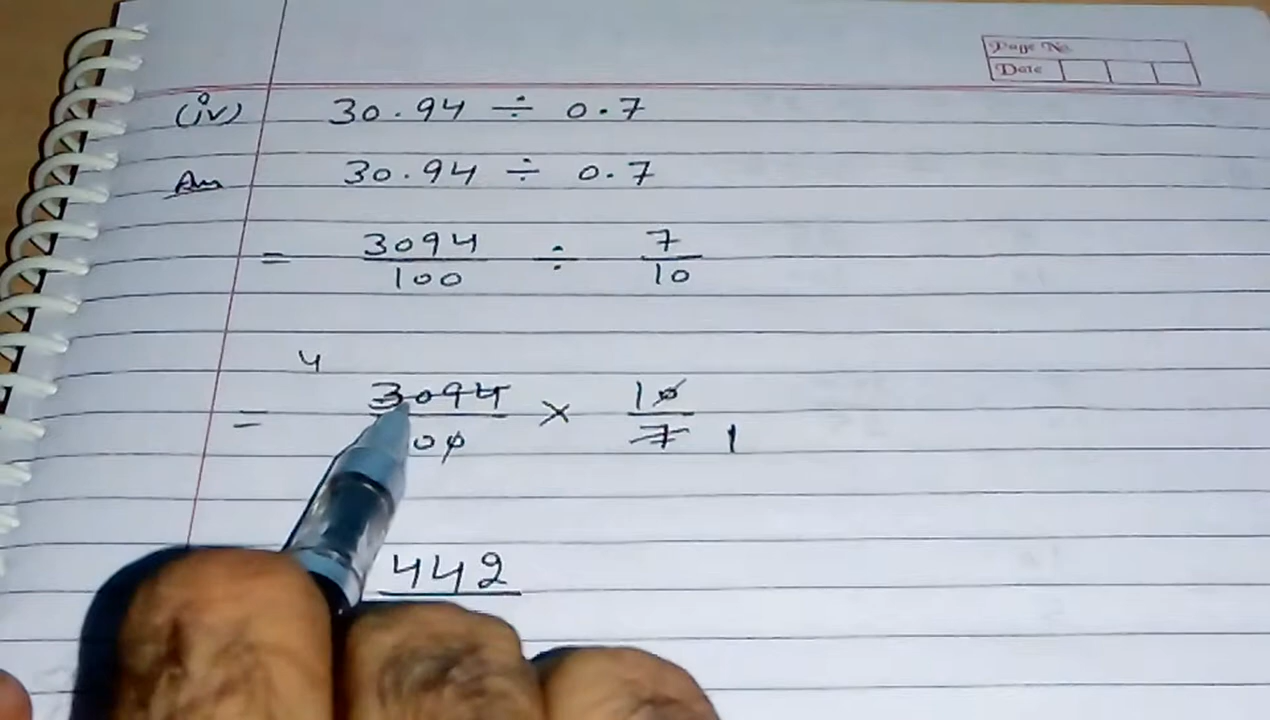 Page No.
Date
(iv) 30.94 ÷ 0.7
Ans 30.94 ÷ 0.7
= 3094/100 ÷ 7/10
4
= 3094/00 × 10/7 1
442